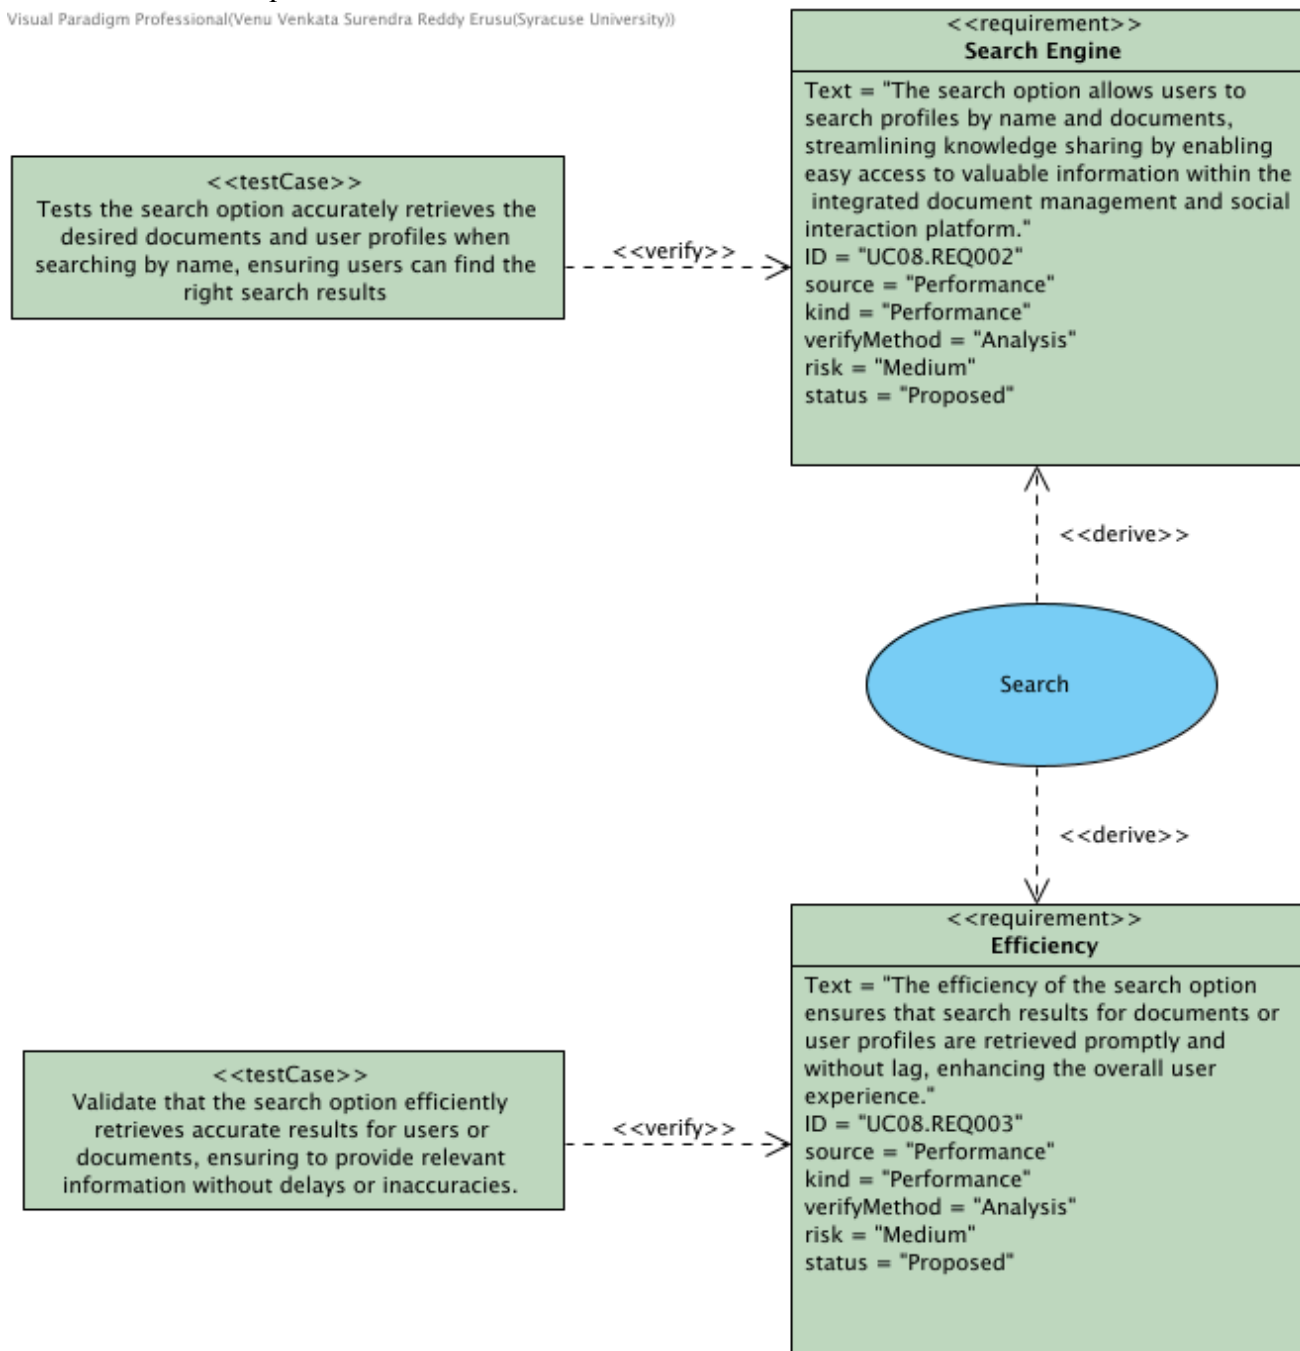 Visual Paradigm Professional(Venu Venkata Surendra Reddy Erusu(Syracuse University))
<<requirement>>
Search Engine
Text = "The search option allows users to
search profiles by name and documents,
streamlining knowledge sharing by enabling
easy access to valuable information within the
integrated document management and social
interaction platform."
ID = "UC08.REQ002"
source = "Performance"
kind = "Performance"
verifyMethod = "Analysis"
risk = "Medium"
status = "Proposed"
<<testCase>>
Tests the search option accurately retrieves the
desired documents and user profiles when
searching by name, ensuring users can find the
right search results
<<verify>>
<<derive>>
Search
<<derive>>
<<requirement>>
Efficiency
Text = "The efficiency of the search option
ensures that search results for documents or
user profiles are retrieved promptly and
without lag, enhancing the overall user
experience."
ID = "UC08.REQ003"
source = "Performance"
kind = "Performance"
verifyMethod = "Analysis"
risk = "Medium"
status = "Proposed"
<<testCase>>
Validate that the search option efficiently
retrieves accurate results for users or
documents, ensuring to provide relevant
information without delays or inaccuracies.
<<verify>>